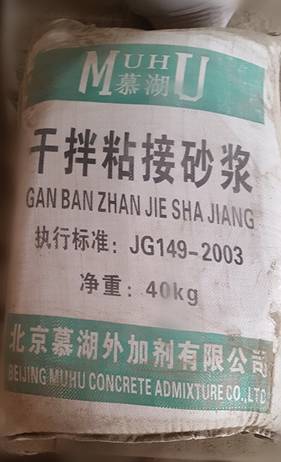 MUHU
慕湖
干拌粘接砂浆
GAN BAN ZHAN JIE SHA JIANG
执行标准：JG149-2003
净重：40kg
北京慕湖外加剂有限公司
BEIJING MUHU CONCRETE ADMIXTURE CO.,LTD